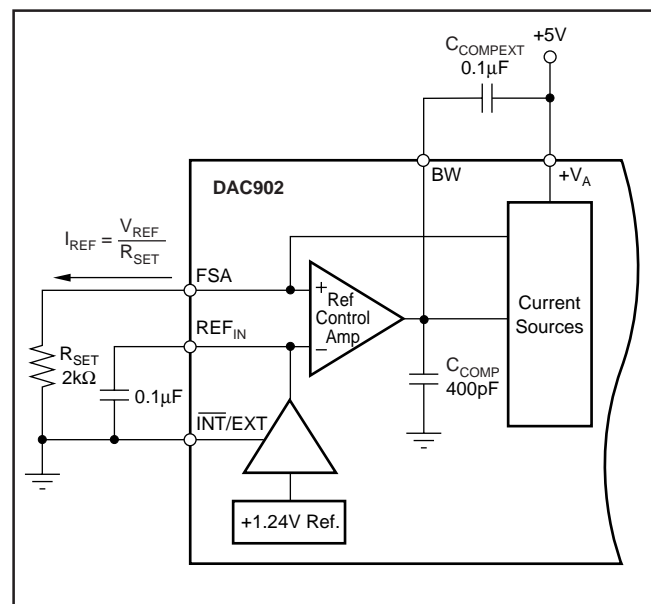 +5V
C_COMPEXT
0.1µF
DAC902
BW
+V_A
I_REF = V_REF / R_SET
FSA
+
Ref
Control
Amp
–
Current
Sources
REF_IN
R_SET
2kΩ
0.1µF
C_COMP
400pF
I̅N̅T̅/EXT
+1.24V Ref.